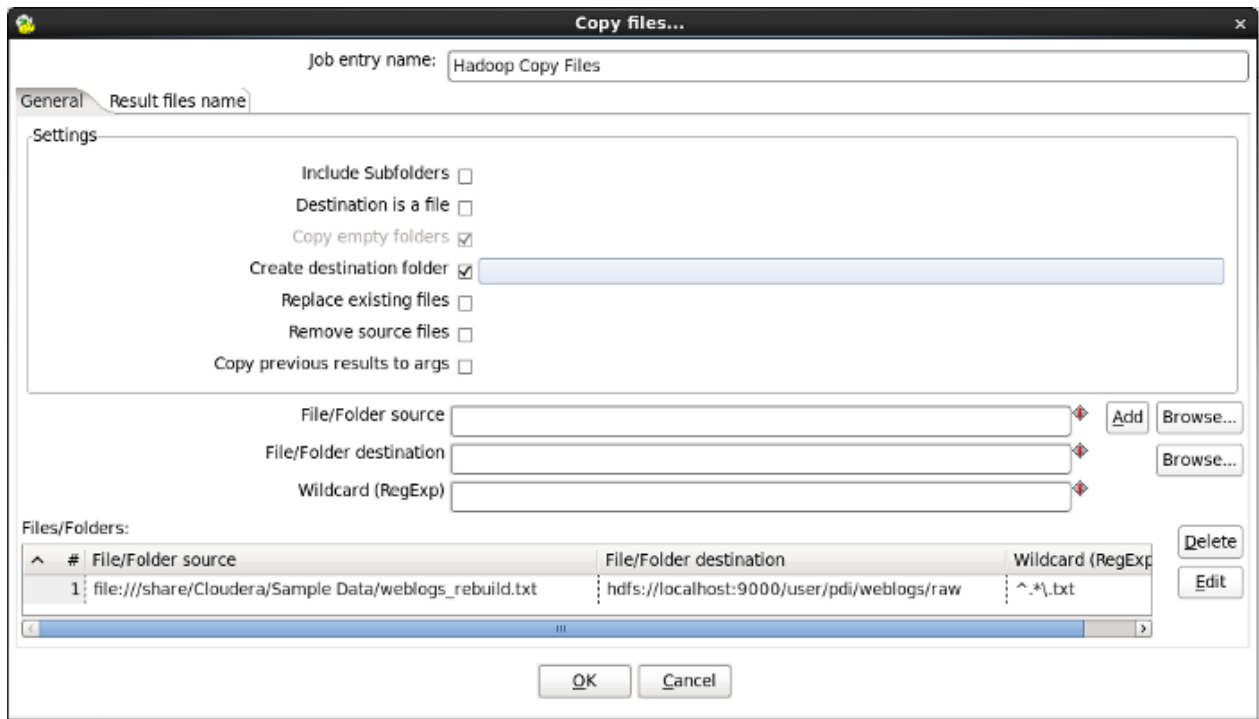 Copy files...
Job entry name: Hadoop Copy Files
General Result files name
Settings
Include Subfolders
Destination is a file
Copy empty folders
Create destination folder
Replace existing files
Remove source files
Copy previous results to args
File/Folder source Add Browse...
File/Folder destination Browse...
Wildcard (RegExp)
Files/Folders:
Delete
# File/Folder source File/Folder destination Wildcard (RegExp
Edit
1 file:///share/Cloudera/Sample Data/weblogs_rebuild.txt hdfs://localhost:9000/user/pdi/weblogs/raw ^.*\.txt
OK Cancel